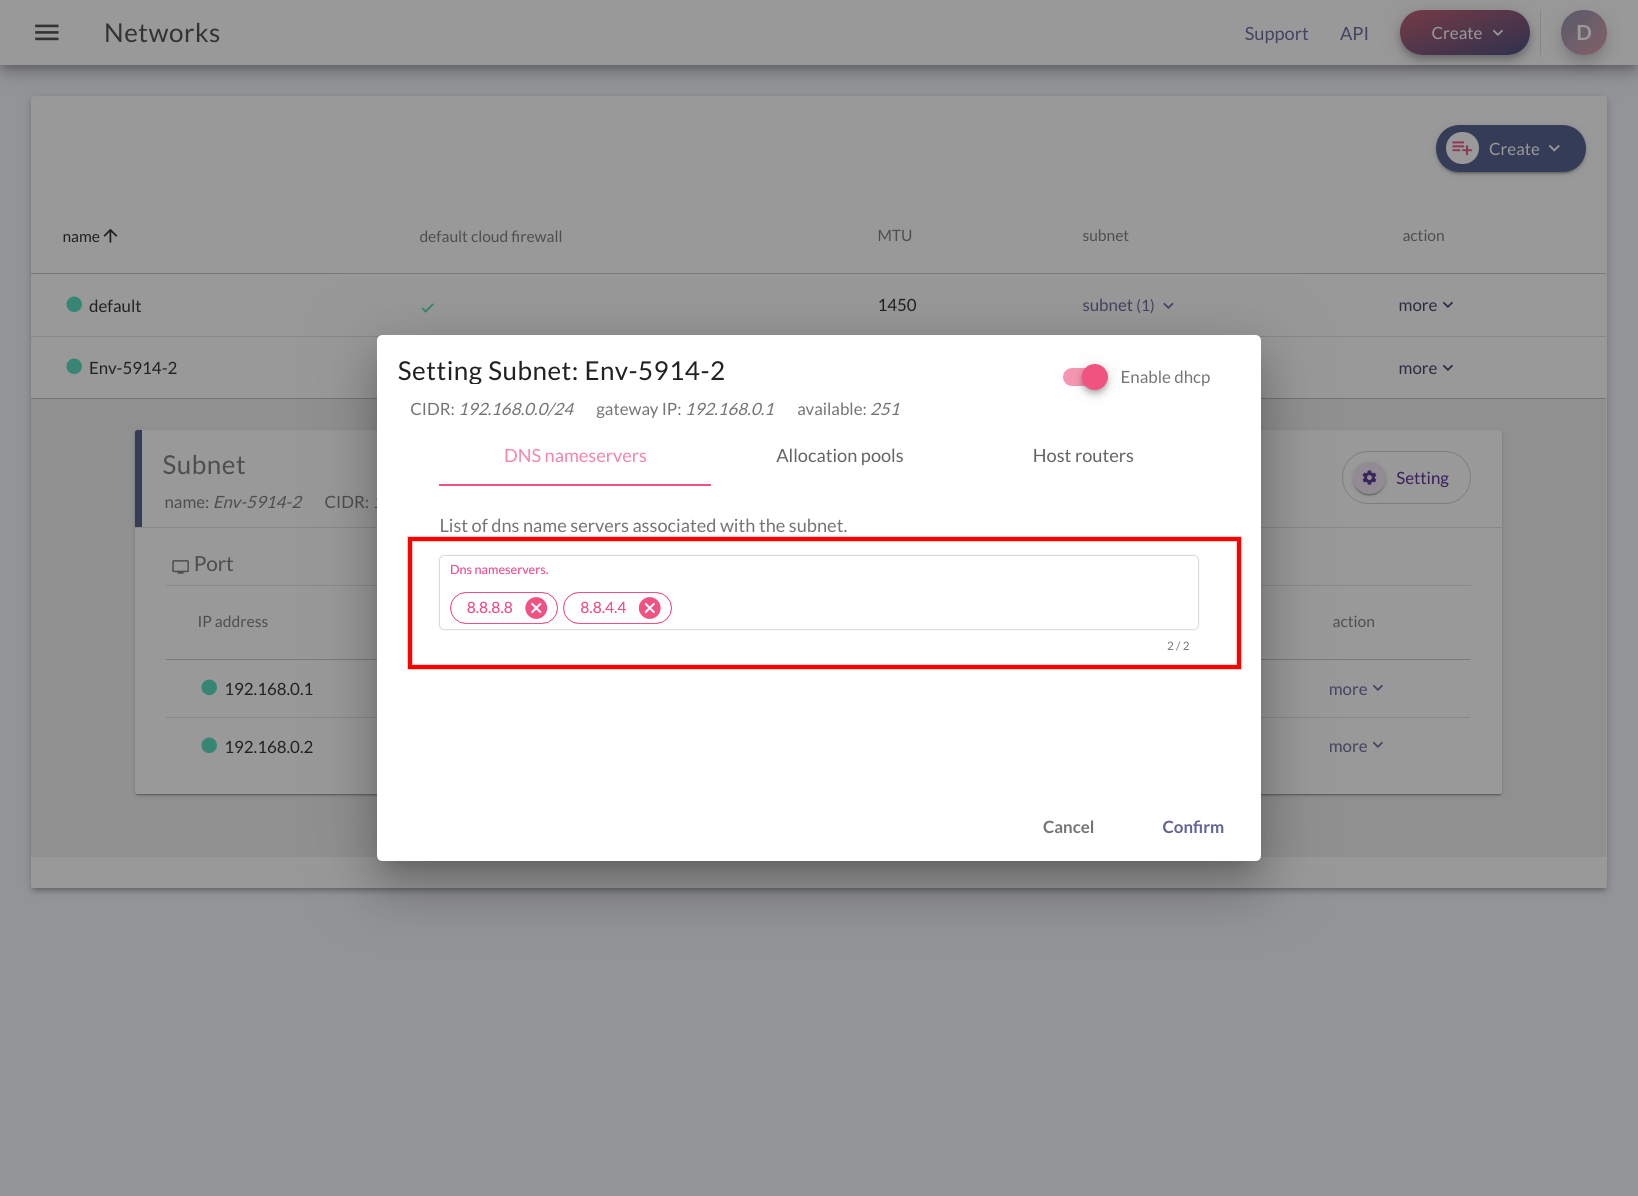 Networks
Support API Create D
Create
name default cloud firewall MTU subnet action
default 1450 subnet (1) more
Env-5914-2 more
Setting Subnet: Env-5914-2 Enable dhcp
CIDR: 192.168.0.0/24 gateway IP: 192.168.0.1 available: 251
DNS nameservers Allocation pools Host routers
List of dns name servers associated with the subnet.
Dns nameservers.
8.8.8.8 8.8.4.4
2 / 2
Cancel Confirm
Subnet
name: Env-5914-2 CIDR:
Setting
Port
IP address action
192.168.0.1 more
192.168.0.2 more